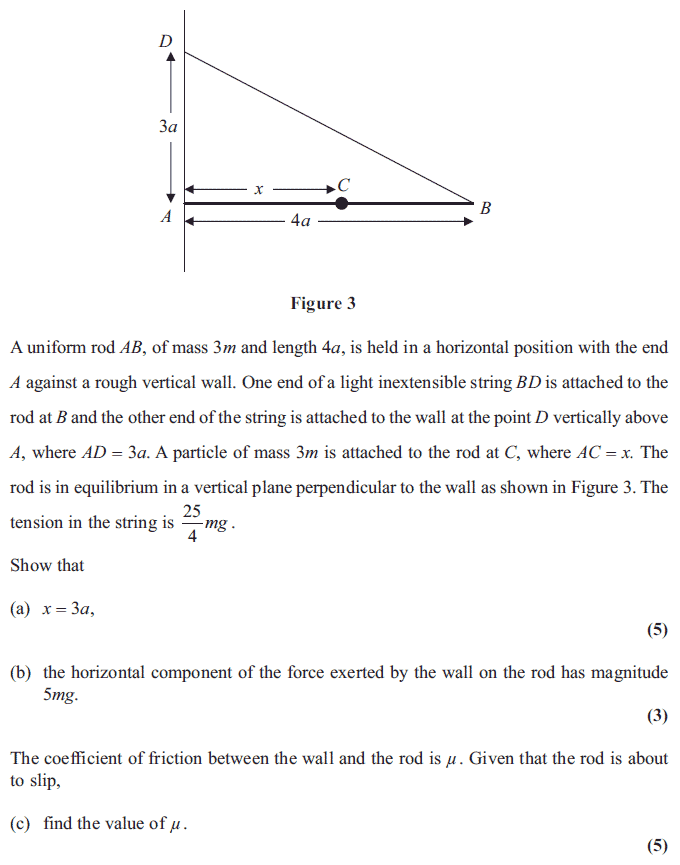 D
3a
x
C
A
4a
B
Figure 3
A uniform rod AB, of mass 3m and length 4a, is held in a horizontal position with the end
A against a rough vertical wall. One end of a light inextensible string BD is attached to the
rod at B and the other end of the string is attached to the wall at the point D vertically above
A, where AD = 3a. A particle of mass 3m is attached to the rod at C, where AC = x. The
rod is in equilibrium in a vertical plane perpendicular to the wall as shown in Figure 3. The
tension in the string is 25/4 mg .
Show that
(a) x = 3a,
(5)
(b) the horizontal component of the force exerted by the wall on the rod has magnitude
5mg.
(3)
The coefficient of friction between the wall and the rod is μ. Given that the rod is about
to slip,
(c) find the value of μ.
(5)